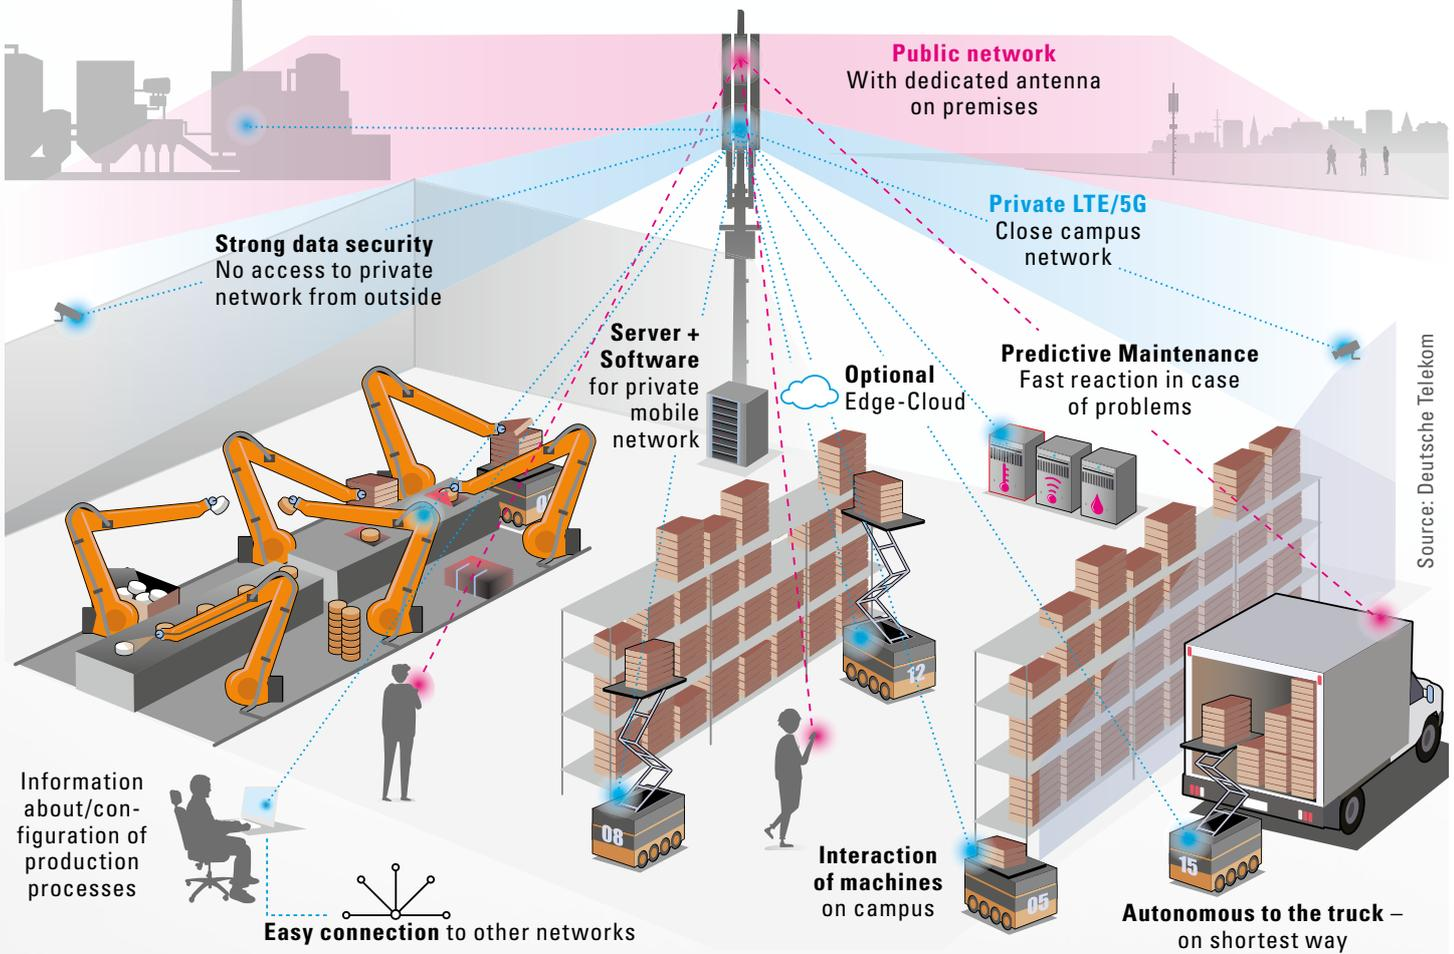 Public network
With dedicated antenna
on premises
Private LTE/5G
Close campus
network
Strong data security
No access to private
network from outside
Server +
Software
for private
mobile
network
Optional
Edge-Cloud
Predictive Maintenance
Fast reaction in case
of problems
Source: Deutsche Telekom
12
08
05
15
Information
about/con-
figuration of
production
processes
Easy connection to other networks
Interaction
of machines
on campus
Autonomous to the truck –
on shortest way